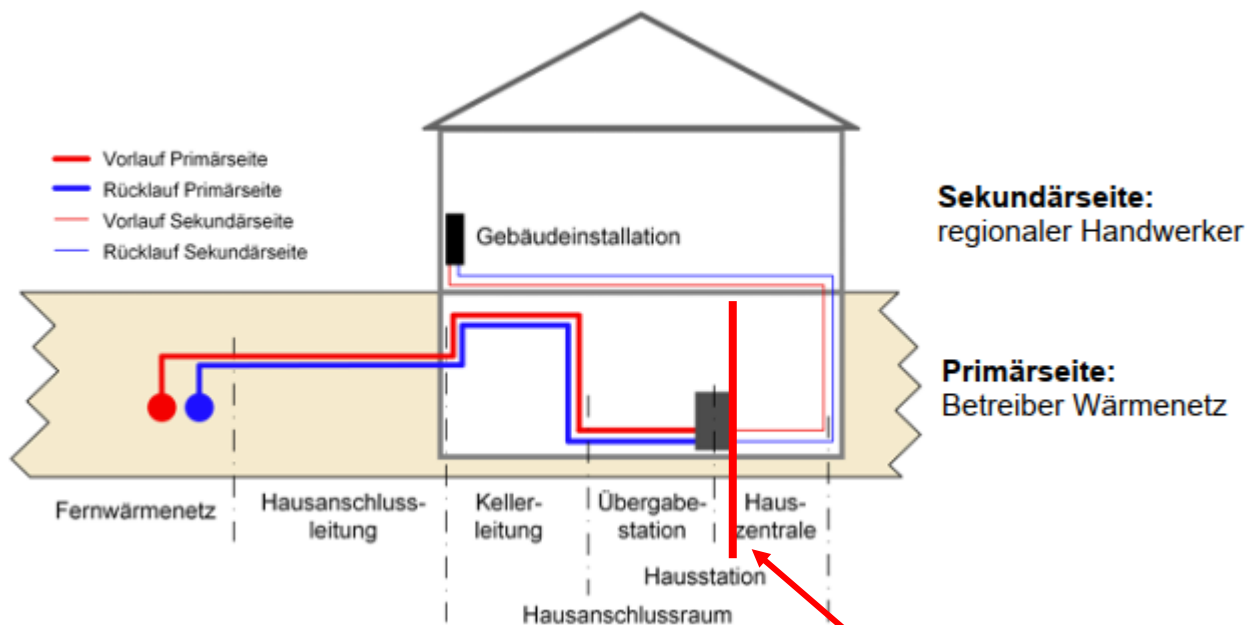 Vorlauf Primärseite
Rücklauf Primärseite
Vorlauf Sekundärseite
Rücklauf Sekundärseite
Gebäudeinstallation
Sekundärseite:
regionaler Handwerker
Primärseite:
Betreiber Wärmenetz
Fernwärmenetz
Hausanschluss-
leitung
Keller-
leitung
Übergabe-
station
Haus-
zentrale
Hausstation
Hausanschlussraum